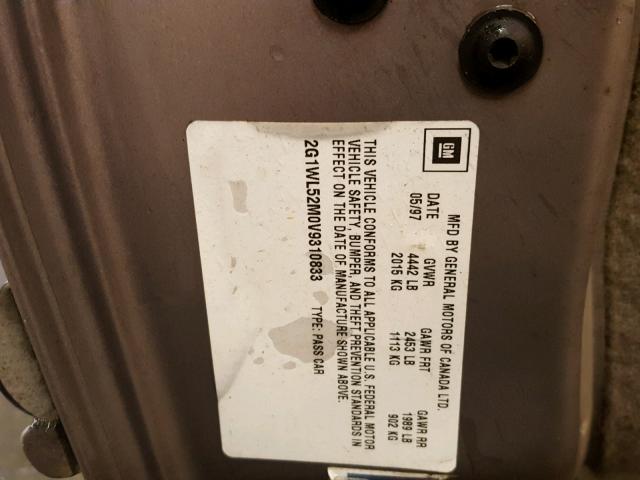 GM
MFD BY GENERAL MOTORS OF CANADA LTD.
DATE GVWR GAWR FRT GAWR RR
05/97 4442 LB 2453 LB 1989 LB
2015 KG 1113 KG 902 KG
THIS VEHICLE CONFORMS TO ALL APPLICABLE U.S. FEDERAL MOTOR
VEHICLE SAFETY, BUMPER, AND THEFT PREVENTION STANDARDS IN
EFFECT ON THE DATE OF MANUFACTURE SHOWN ABOVE.
2G1WL52M0V9310833 TYPE: PASS CAR